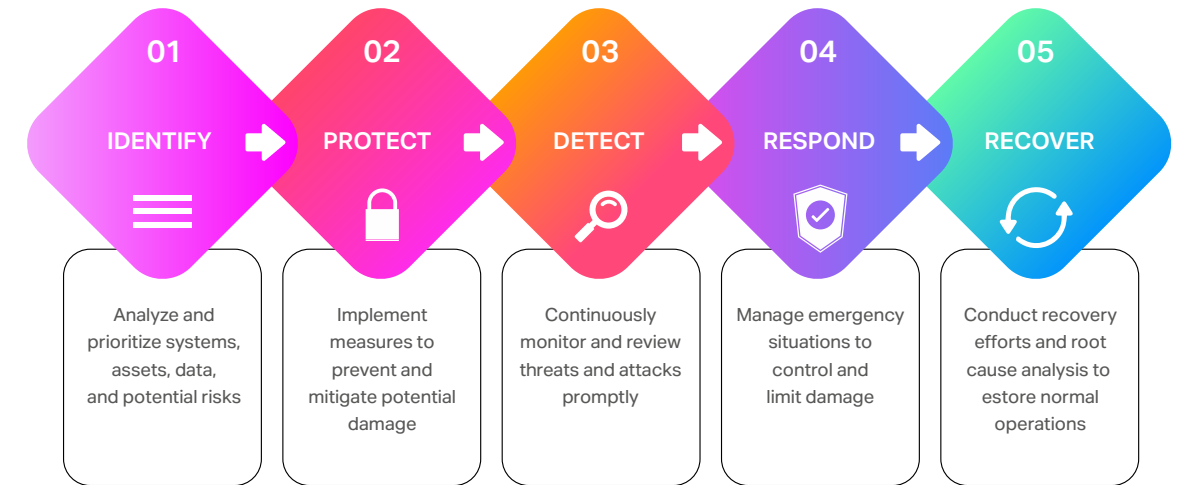 01
IDENTIFY
Analyze and
prioritize systems,
assets, data,
and potential risks
02
PROTECT
Implement
measures to
prevent and
mitigate potential
damage
03
DETECT
Continuously
monitor and review
threats and attacks
promptly
04
RESPOND
Manage emergency
situations to
control and
limit damage
05
RECOVER
Conduct recovery
efforts and root
cause analysis to
estore normal
operations